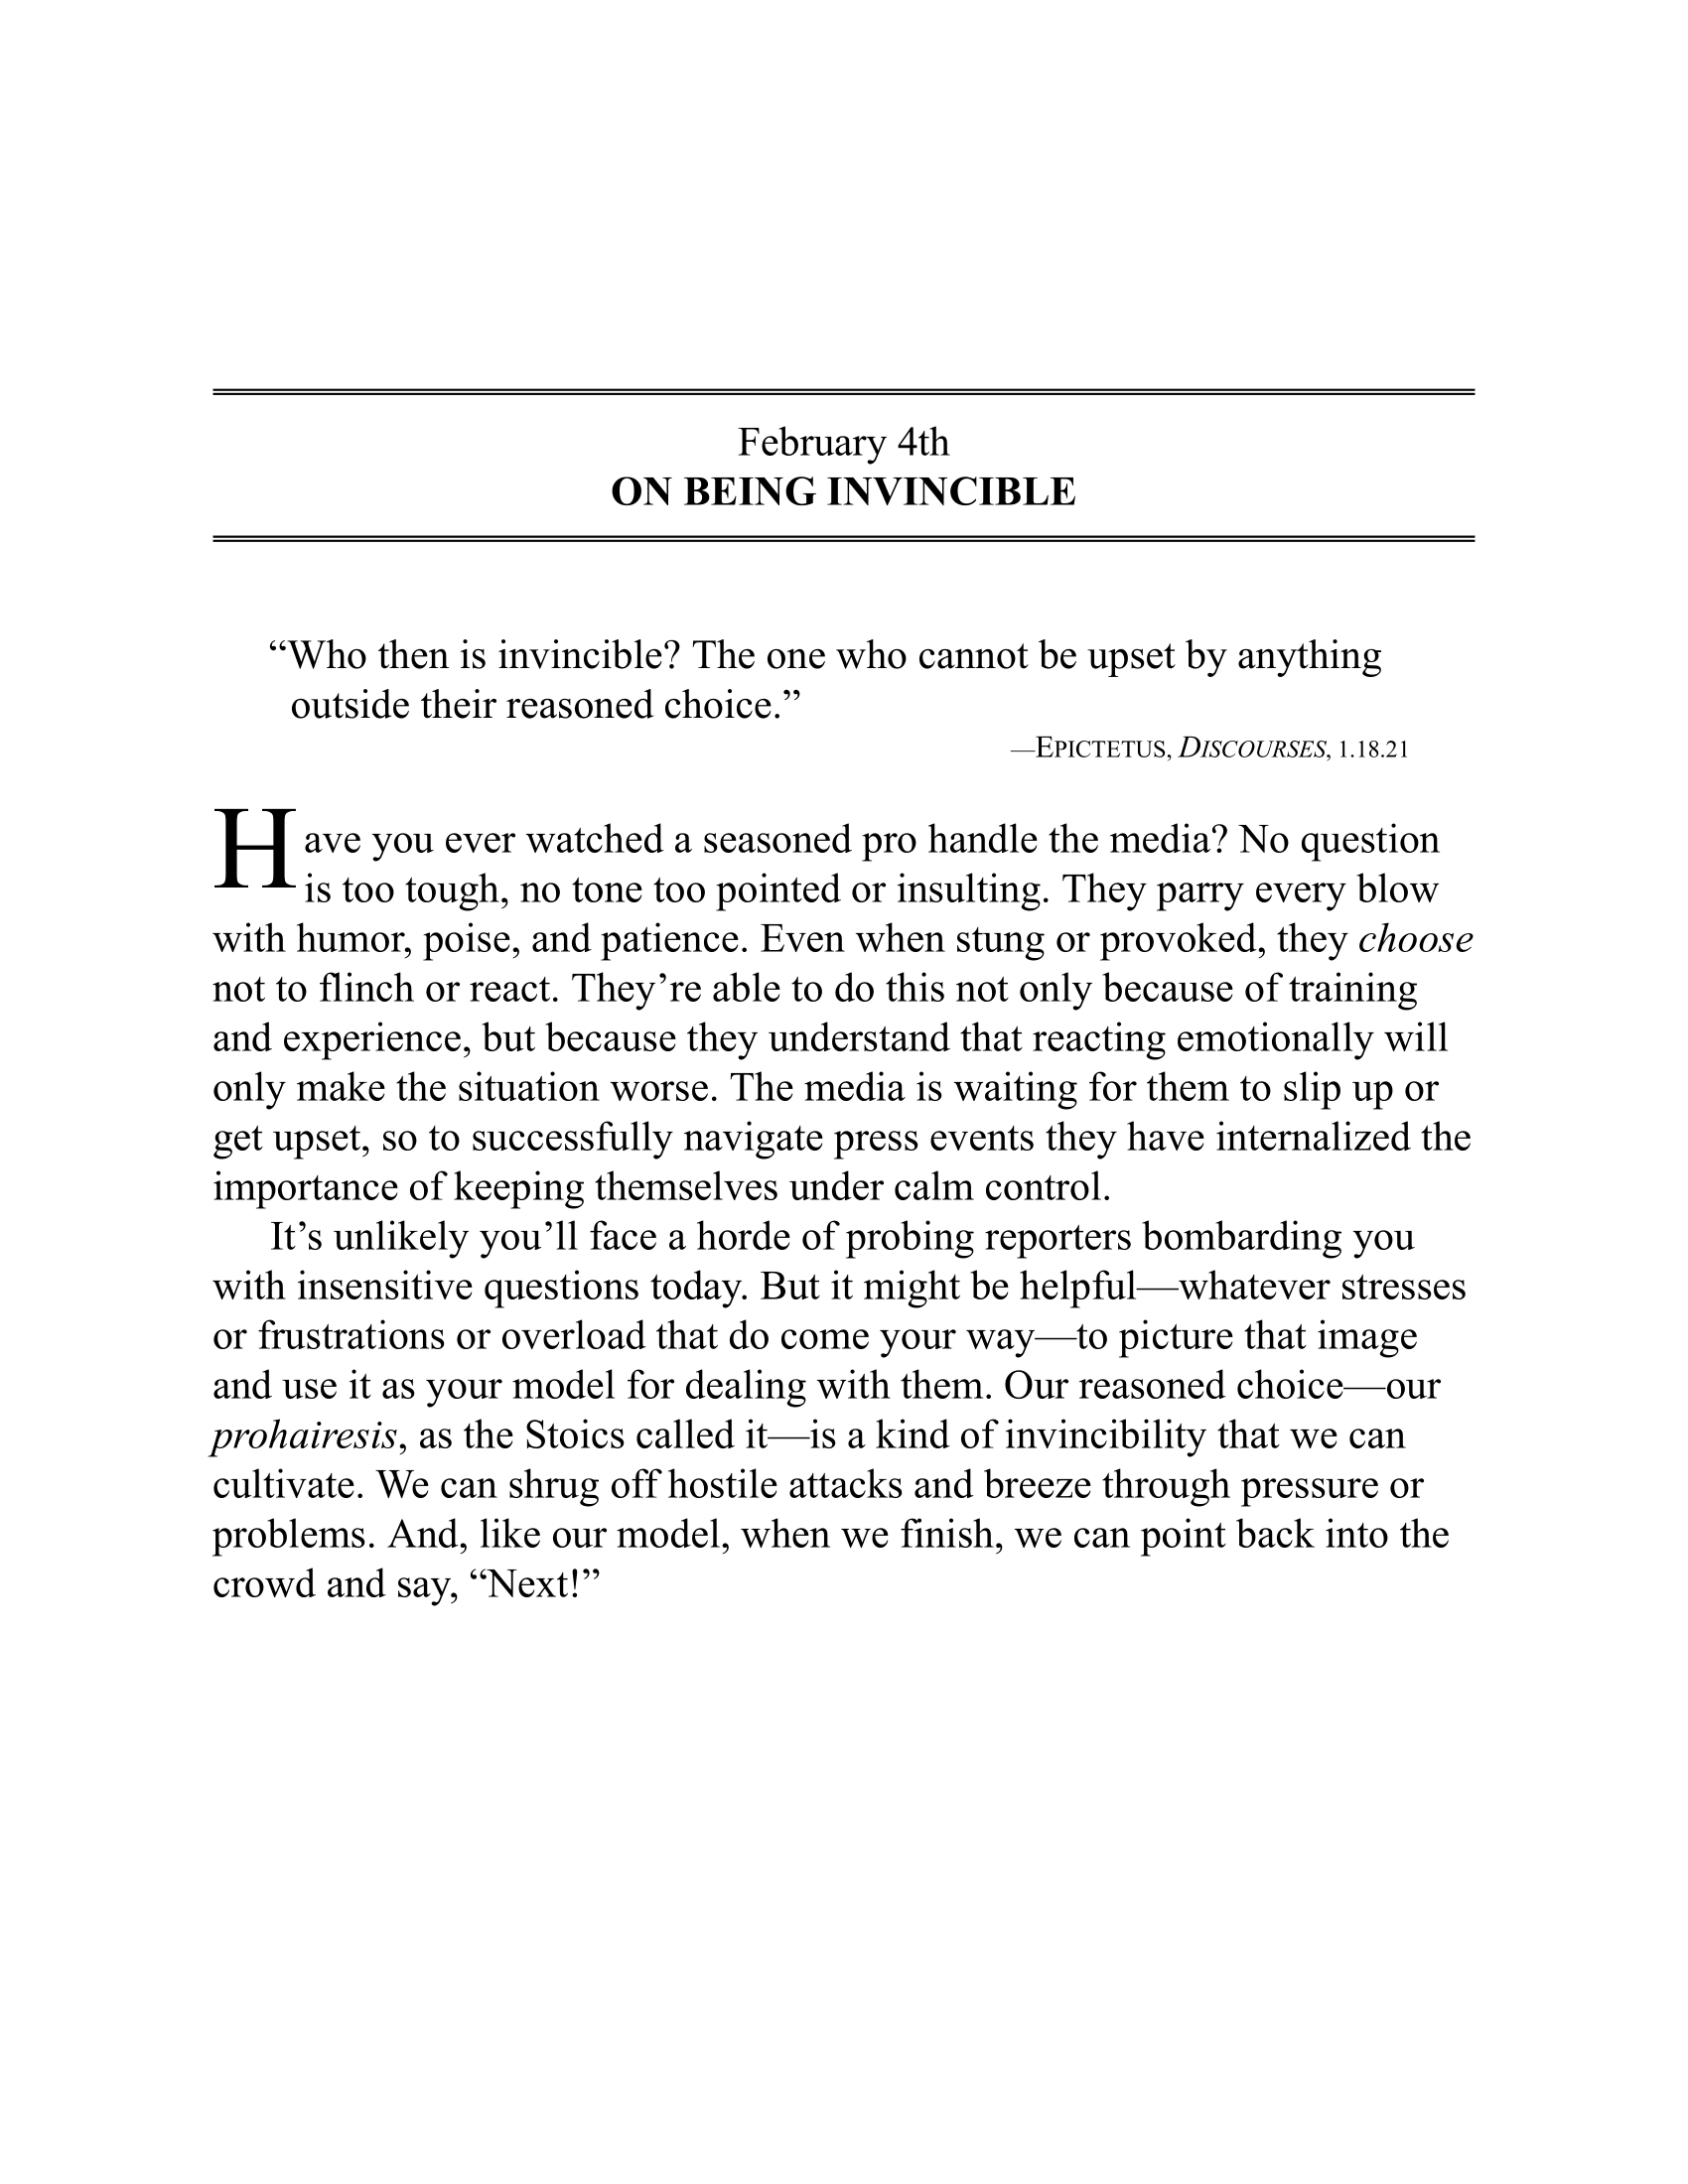 February 4th
ON BEING INVINCIBLE
“Who then is invincible? The one who cannot be upset by anything
outside their reasoned choice.”
—EPICTETUS, DISCOURSES, 1.18.21
Have you ever watched a seasoned pro handle the media? No question
is too tough, no tone too pointed or insulting. They parry every blow
with humor, poise, and patience. Even when stung or provoked, they choose
not to flinch or react. They’re able to do this not only because of training
and experience, but because they understand that reacting emotionally will
only make the situation worse. The media is waiting for them to slip up or
get upset, so to successfully navigate press events they have internalized the
importance of keeping themselves under calm control.
It’s unlikely you’ll face a horde of probing reporters bombarding you
with insensitive questions today. But it might be helpful—whatever stresses
or frustrations or overload that do come your way—to picture that image
and use it as your model for dealing with them. Our reasoned choice—our
prohairesis, as the Stoics called it—is a kind of invincibility that we can
cultivate. We can shrug off hostile attacks and breeze through pressure or
problems. And, like our model, when we finish, we can point back into the
crowd and say, “Next!”